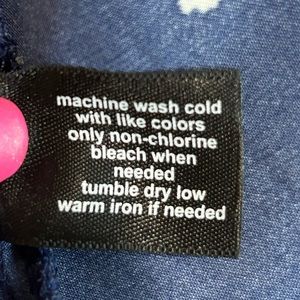 machine wash cold
with like colors
only non-chlorine
bleach when
needed
tumble dry low
warm iron if needed